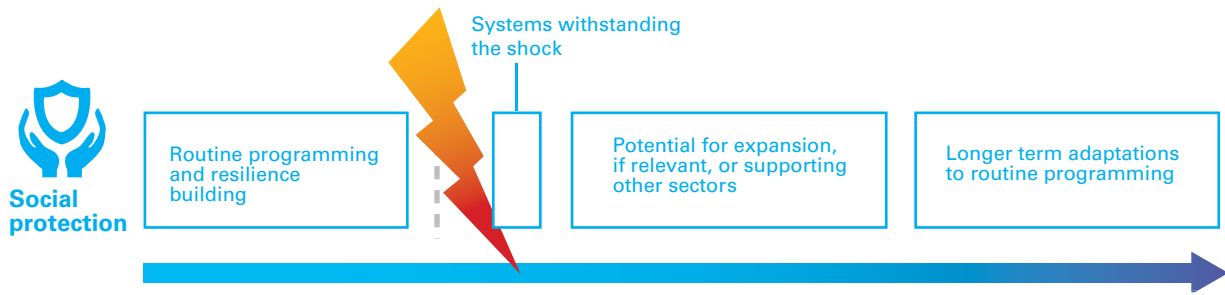 Systems withstanding
the shock
Social
protection
Routine programming
and resilience
building
Potential for expansion,
if relevant, or supporting
other sectors
Longer term adaptations
to routine programming